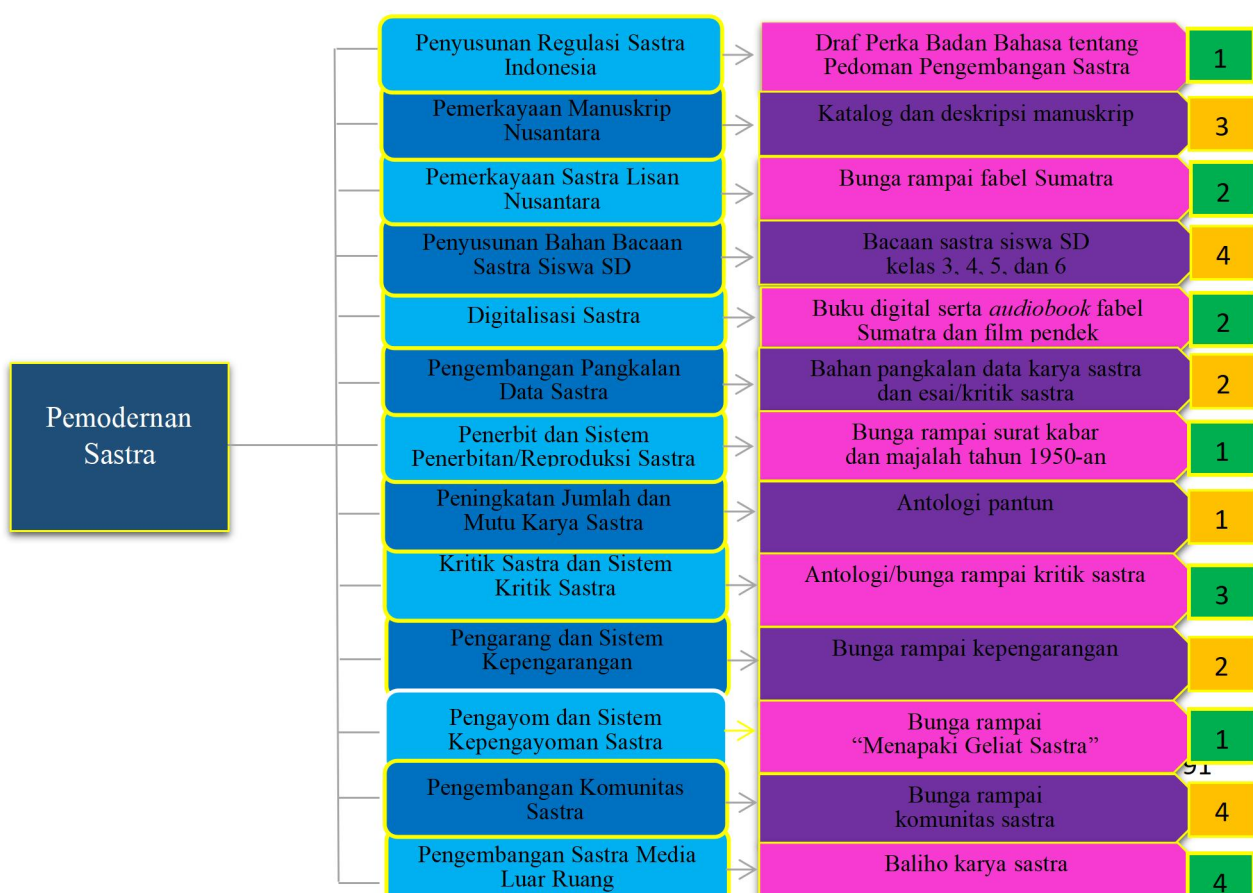 Penyusunan Regulasi Sastra
Indonesia
Draf Perka Badan Bahasa tentang
Pedoman Pengembangan Sastra
1
Pemerkayaan Manuskrip
Nusantara
Katalog dan deskripsi manuskrip
3
Pemerkayaan Sastra Lisan
Nusantara
Bunga rampai fabel Sumatra
2
Penyusunan Bahan Bacaan
Sastra Siswa SD
Bacaan sastra siswa SD
kelas 3, 4, 5, dan 6
4
Digitalisasi Sastra
Buku digital serta audiobook fabel
Sumatra dan film pendek
2
Pemodernan
Sastra
Pengembangan Pangkalan
Data Sastra
Bahan pangkalan data karya sastra
dan esai/kritik sastra
2
Penerbit dan Sistem
Penerbitan/Reproduksi Sastra
Bunga rampai surat kabar
dan majalah tahun 1950-an
1
Peningkatan Jumlah dan
Mutu Karya Sastra
Antologi pantun
1
Kritik Sastra dan Sistem
Kritik Sastra
Antologi/bunga rampai kritik sastra
3
Pengarang dan Sistem
Kepengarangan
Bunga rampai kepengarangan
2
Pengayom dan Sistem
Kepengayoman Sastra
Bunga rampai
“Menapaki Geliat Sastra”
1
91
Pengembangan Komunitas
Sastra
Bunga rampai
komunitas sastra
4
Pengembangan Sastra Media
Luar Ruang
Baliho karya sastra
4